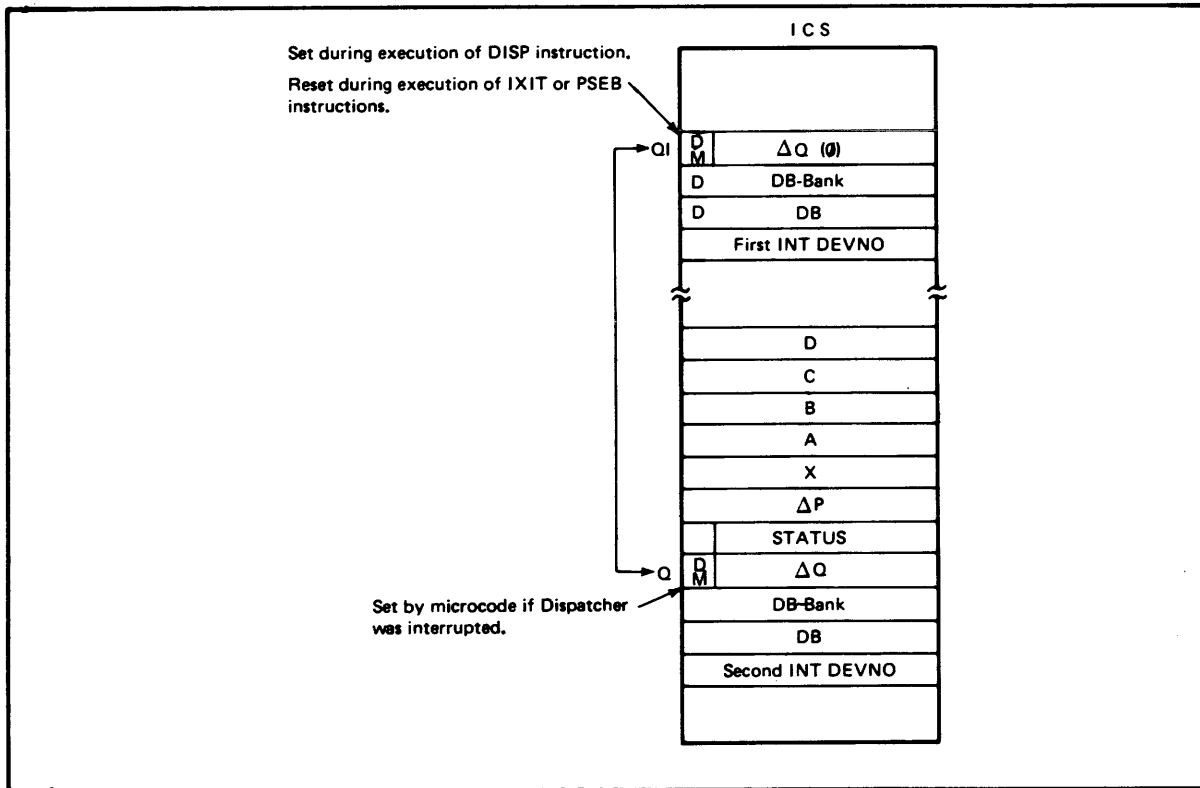 I C S
Set during execution of DISP instruction.
Reset during execution of IXIT or PSEB
instructions.
QI
D
M
ΔQ (0)
D
DB-Bank
D
DB
First INT DEVNO
D
C
B
A
X
ΔP
STATUS
Q
D
M
ΔQ
DB-Bank
Set by microcode if Dispatcher
was interrupted.
DB
Second INT DEVNO